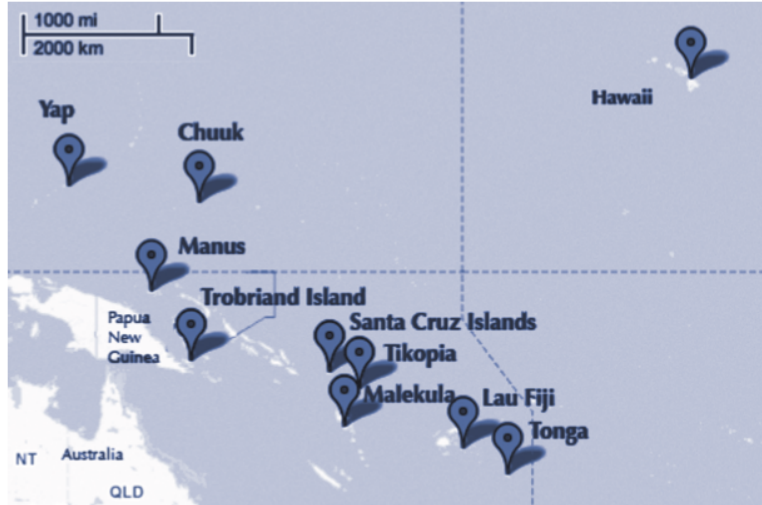 1000 mi
2000 km
Hawaii
Yap
Chuuk
Manus
Trobriand Island
Papua
New
Guinea
Santa Cruz Islands
Tikopia
Malekula
Lau Fiji
Tonga
NT
Australia
QLD